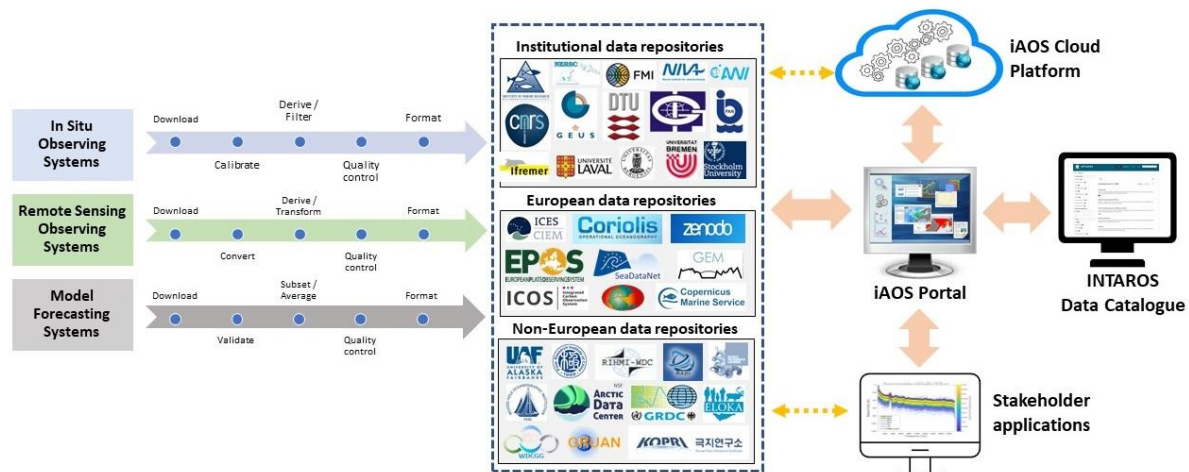 Institutional data repositories
NERSC
FMI
NIVA
DTU
cnrs
GEUS
PAN
Ifremer
UNIVERSITÉ
LAVAL
UNIVERSITÄT
BREMEN
Stockholm
University
In Situ
Observing
Systems
Download
Calibrate
Derive /
Filter
Quality
control
Format
Remote Sensing
Observing
Systems
Download
Convert
Derive /
Transform
Quality
control
Format
Model
Forecasting
Systems
Download
Validate
Subset /
Average
Quality
control
Format
European data repositories
ICES
CIEM
Coriolis
OPERATIONAL OCEANOGRAPHY
zenodo
EPOS
EUROPEAN PLATE OBSERVING SYSTEM
SeaDataNet
GEM
ICOS
Integrated
Carbon
Observation
System
Copernicus
Marine Service
Non-European data repositories
UAF
UNIVERSITY OF
ALASKA
FAIRBANKS
RIHMI-WDC
NSF
ARCTIC
DATA
CENTER
GRDC
ELOKA
WDCGG
GRUAN
KOPRI
극지연구소
iAOS Cloud
Platform
iAOS Portal
INTAROS
Data Catalogue
Stakeholder
applications